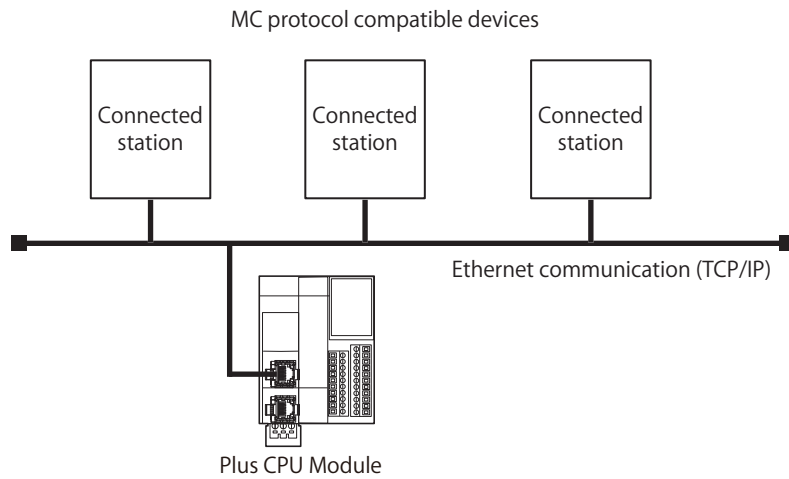 MC protocol compatible devices
Connected
station
Connected
station
Connected
station
Ethernet communication (TCP/IP)
Plus CPU Module